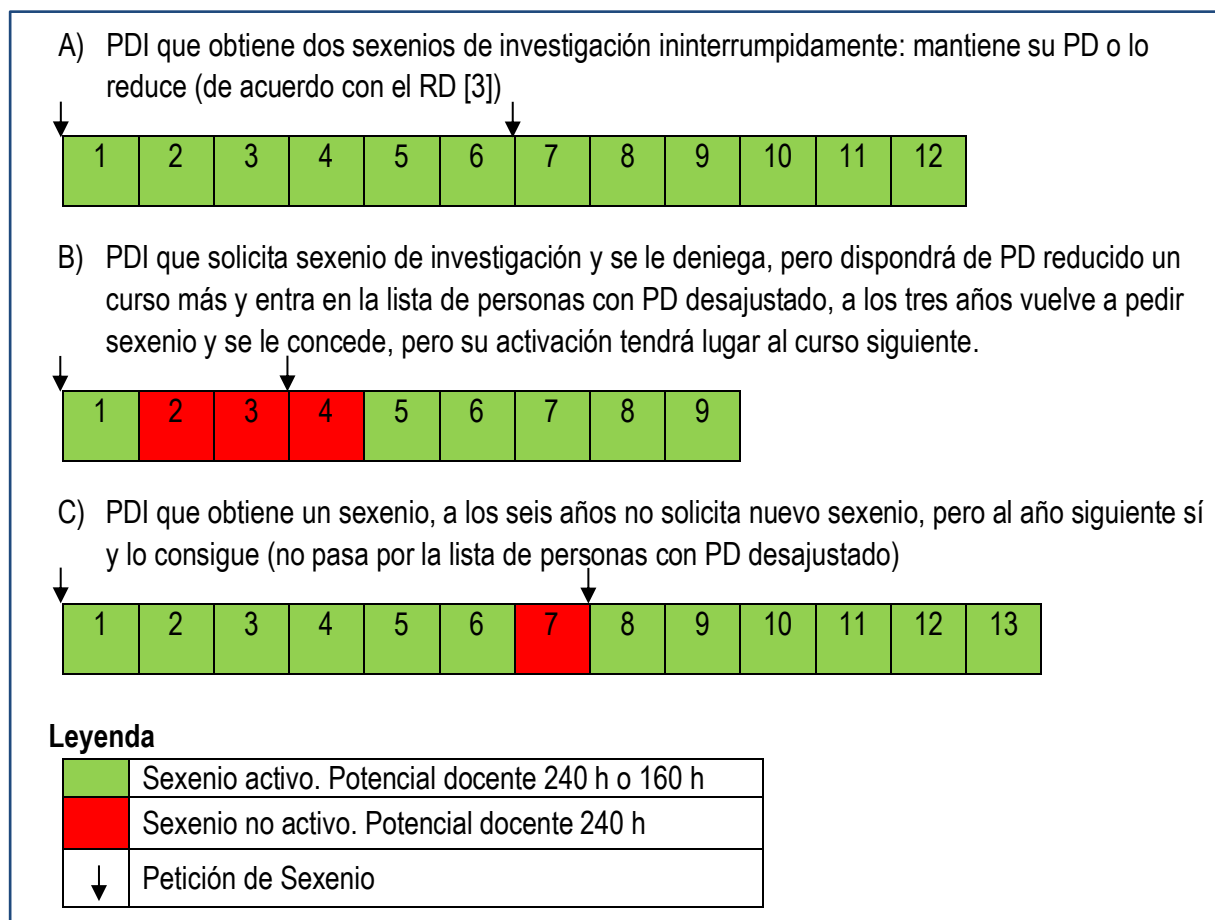 A) PDI que obtiene dos sexenios de investigación ininterrumpidamente: mantiene su PD o lo
reduce (de acuerdo con el RD [3])
1 2 3 4 5 6 7 8 9 10 11 12
B) PDI que solicita sexenio de investigación y se le deniega, pero dispondrá de PD reducido un
curso más y entra en la lista de personas con PD desajustado, a los tres años vuelve a pedir
sexenio y se le concede, pero su activación tendrá lugar al curso siguiente.
1 2 3 4 5 6 7 8 9
C) PDI que obtiene un sexenio, a los seis años no solicita nuevo sexenio, pero al año siguiente sí
y lo consigue (no pasa por la lista de personas con PD desajustado)
1 2 3 4 5 6 7 8 9 10 11 12 13
Leyenda
Sexenio activo. Potencial docente 240 h o 160 h
Sexenio no activo. Potencial docente 240 h
Petición de Sexenio